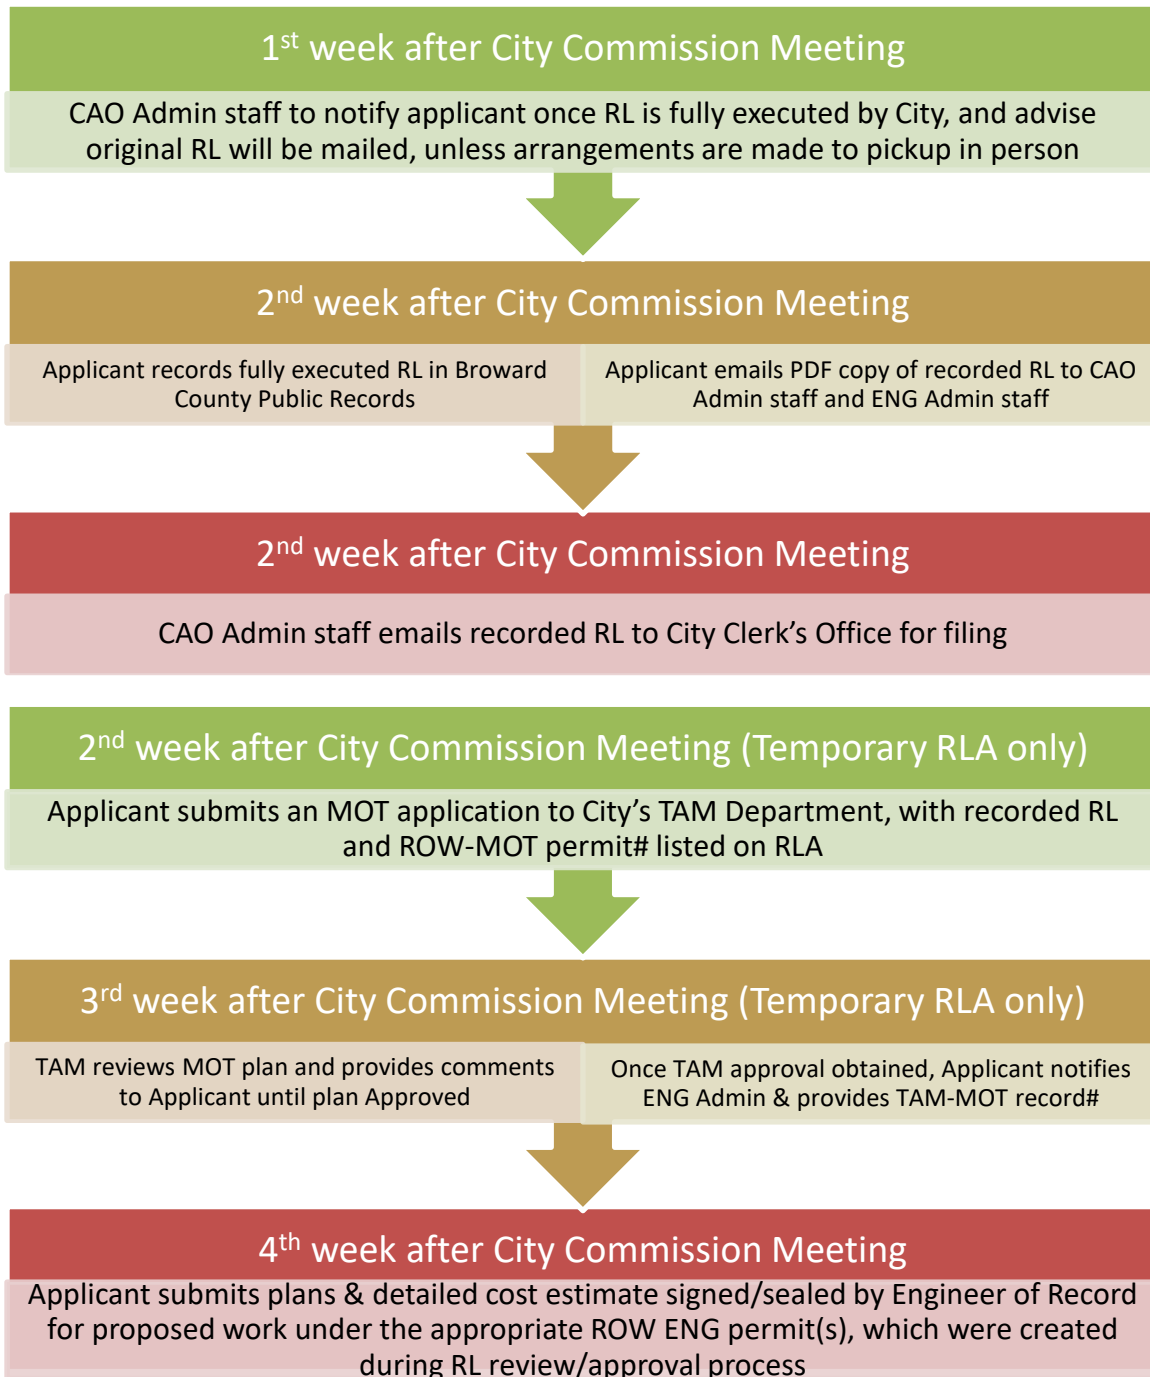 1st week after City Commission Meeting
CAO Admin staff to notify applicant once RL is fully executed by City, and advise
original RL will be mailed, unless arrangements are made to pickup in person
2nd week after City Commission Meeting
Applicant records fully executed RL in Broward
County Public Records
Applicant emails PDF copy of recorded RL to CAO
Admin staff and ENG Admin staff
2nd week after City Commission Meeting
CAO Admin staff emails recorded RL to City Clerk’s Office for filing
2nd week after City Commission Meeting (Temporary RLA only)
Applicant submits an MOT application to City’s TAM Department, with recorded RL
and ROW-MOT permit# listed on RLA
3rd week after City Commission Meeting (Temporary RLA only)
TAM reviews MOT plan and provides comments
to Applicant until plan Approved
Once TAM approval obtained, Applicant notifies
ENG Admin & provides TAM-MOT record#
4th week after City Commission Meeting
Applicant submits plans & detailed cost estimate signed/sealed by Engineer of Record
for proposed work under the appropriate ROW ENG permit(s), which were created
during RL review/approval process